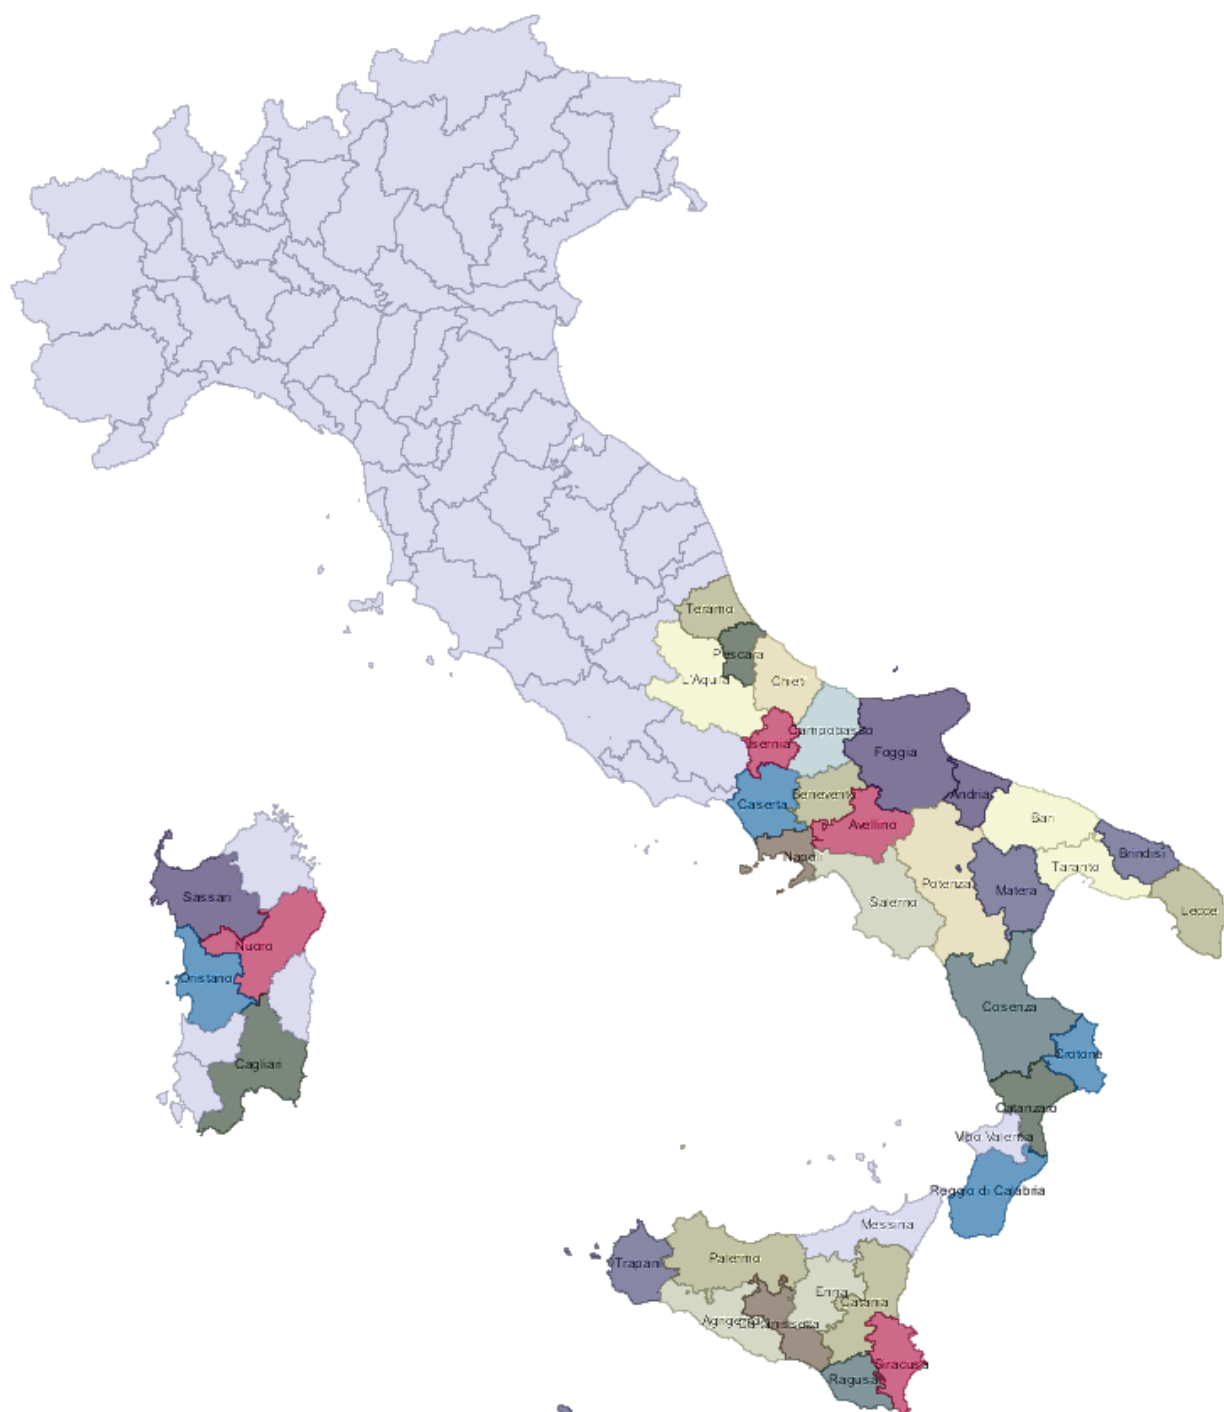 Teramo
Pescara
L'Aquila
Chieti
Campobasso
Isernia
Foggia
Andria
Benevento
Caserta
Bari
Avellino
Napoli
Brindisi
Taranto
Potenza
Matera
Salerno
Lecce
Sassari
Nuoro
Oristano
Cosenza
Crotone
Cagliari
Catanzaro
Vibo Valentia
Reggio di Calabria
Messina
Palermo
Trapani
Enna
Catania
Agrigento
Caltanissetta
Siracusa
Ragusa